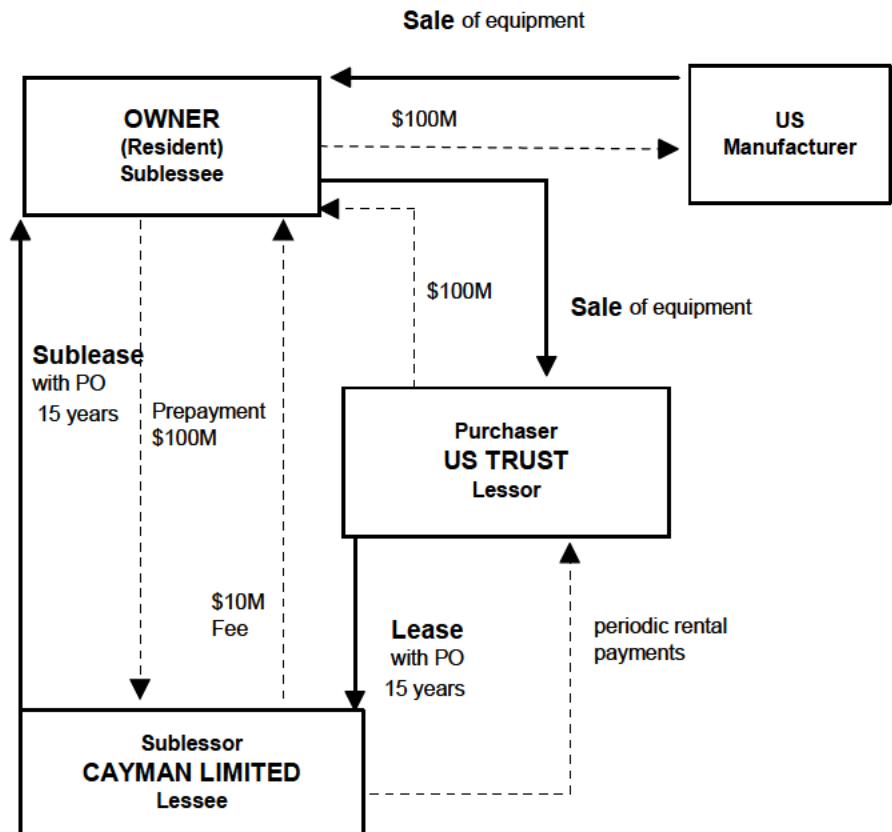 Sale of equipment
OWNER
(Resident)
Sublessee
$100M
US
Manufacturer
$100M
Sale of equipment
Sublease
with PO
15 years
Prepayment
$100M
Purchaser
US TRUST
Lessor
$10M
Fee
Lease
with PO
15 years
periodic rental
payments
Sublessor
CAYMAN LIMITED
Lessee